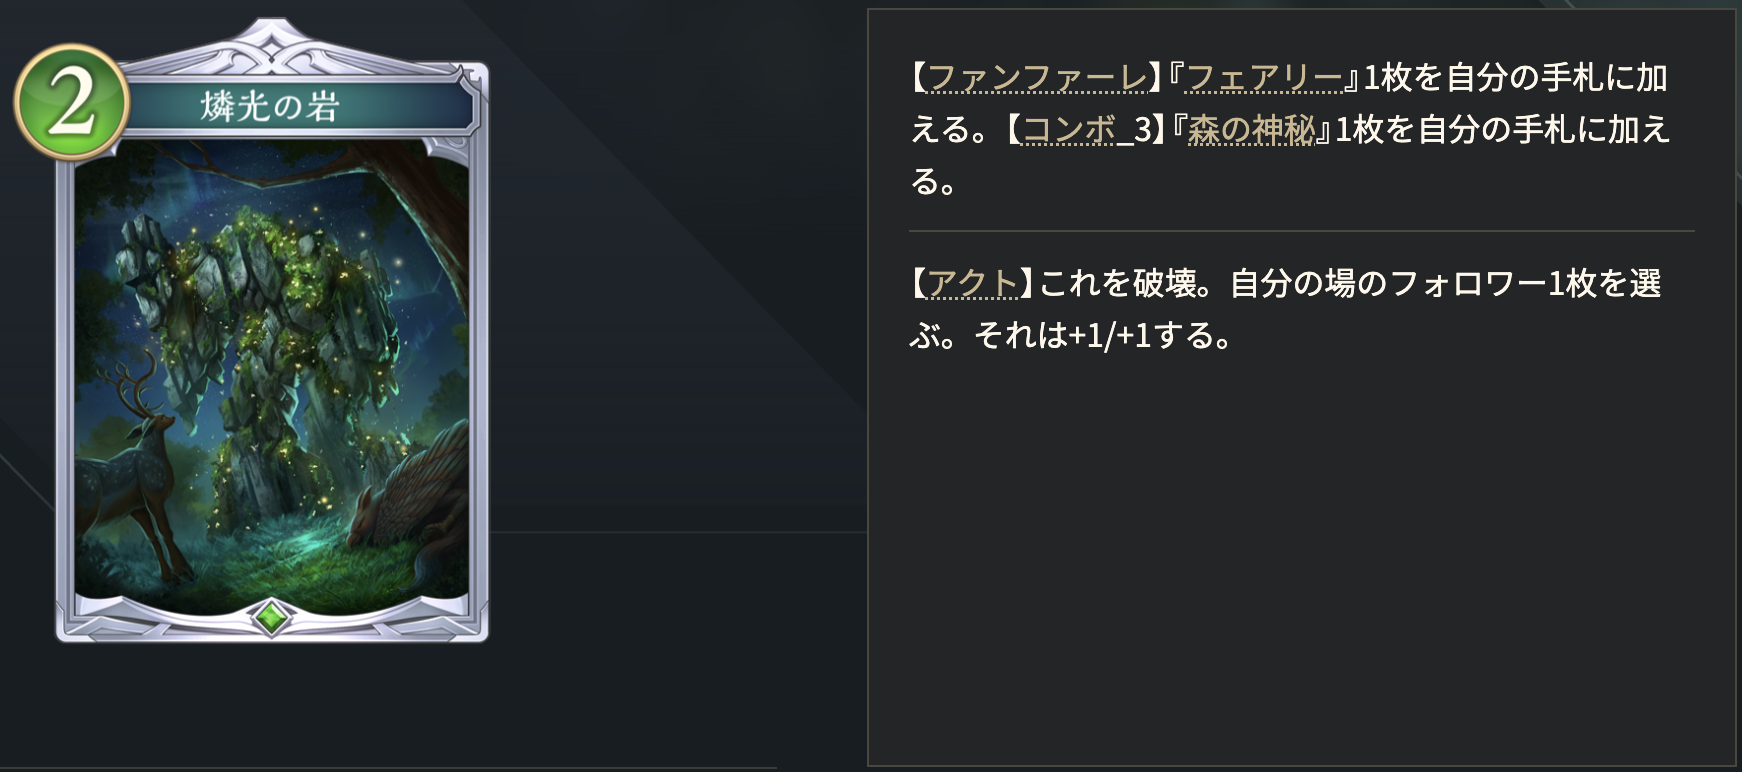 2
燐光の岩
【ファンファーレ】『フェアリー』1枚を自分の手札に加
える。【コンボ_3】『森の神秘』1枚を自分の手札に加え
る。
【アクト】これを破壊。自分の場のフォロワー1枚を選
ぶ。それは+1/+1する。